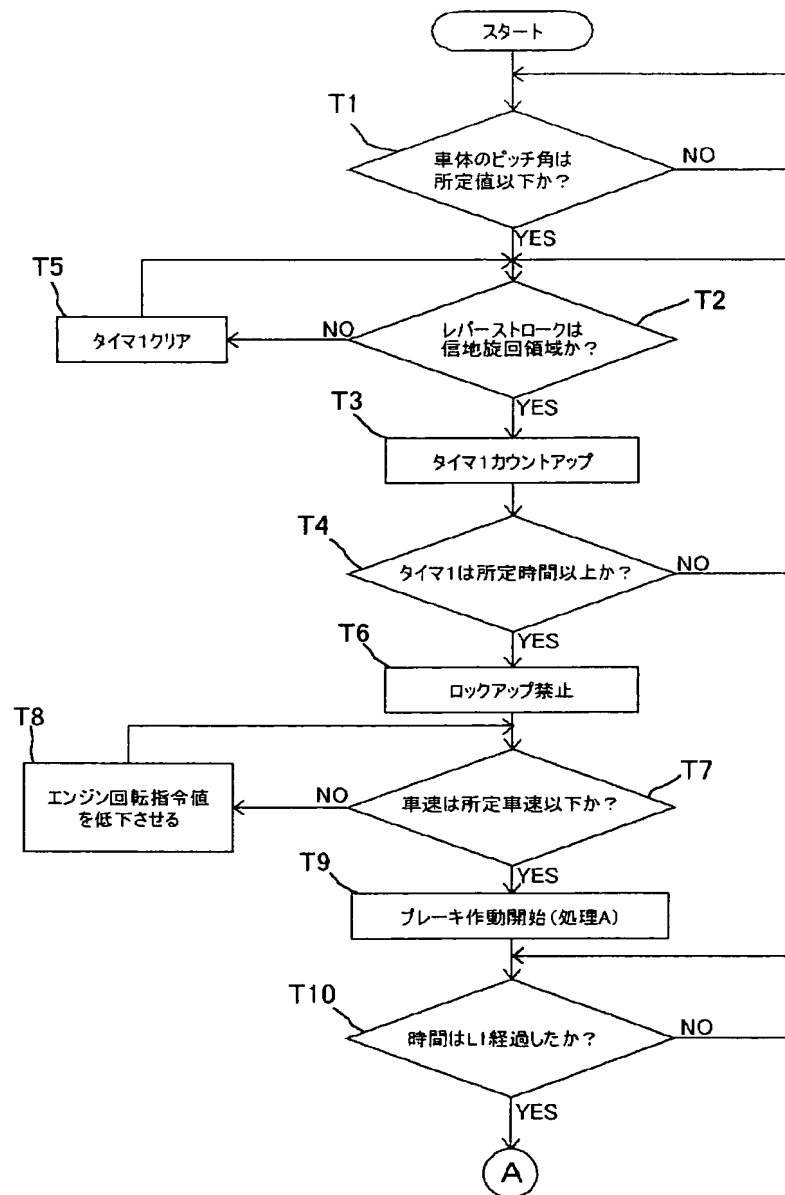 スタート
T1
車体のピッチ角は
所定値以下か？
NO
YES
T5
T2
タイマ1クリア
NO
レバーストロークは
信地旋回領域か？
YES
T3
タイマ1カウントアップ
T4
タイマ1は所定時間以上か？
NO
YES
T6
ロックアップ禁止
T8
T7
エンジン回転指令値
を低下させる
NO
車速は所定車速以下か？
YES
T9
ブレーキ作動開始（処理A）
T10
時間はLt経過したか？
NO
YES
A